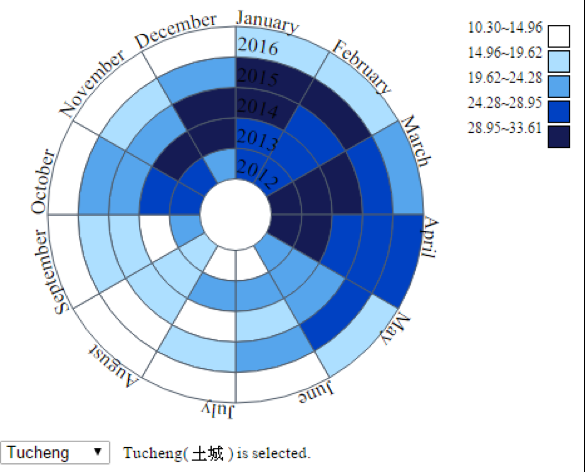 January
February
March
April
May
June
July
August
September
October
November
December
2016
2015
2014
2013
2012
10.30~14.96
14.96~19.62
19.62~24.28
24.28~28.95
28.95~33.61
Tucheng
Tucheng( 土城 ) is selected.